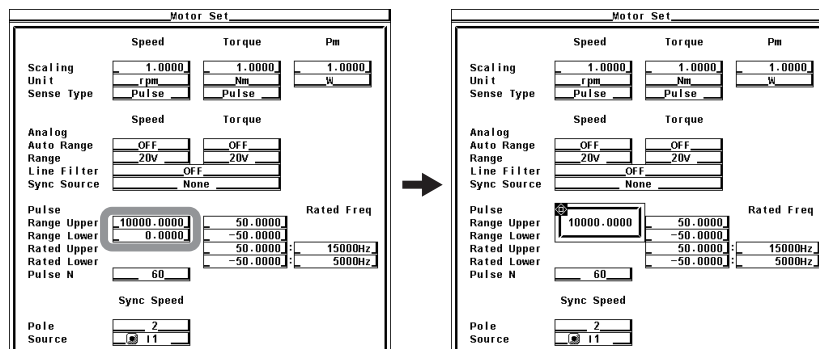 Motor Set
Speed Torque Pm
Scaling 1.0000 1.0000 1.0000
Unit rpm Nm W
Sense Type Pulse Pulse
Speed Torque
Analog
Auto Range OFF OFF
Range 20V 20V
Line Filter OFF
Sync Source None
Pulse Rated Freq
Range Upper 10000.0000 50.0000
Range Lower 0.0000 -50.0000
Rated Upper 50.0000: 15000Hz
Rated Lower -50.0000: 5000Hz
Pulse N 60
Sync Speed
Pole 2
Source I1
Motor Set
Speed Torque Pm
Scaling 1.0000 1.0000 1.0000
Unit rpm Nm W
Sense Type Pulse Pulse
Speed Torque
Analog
Auto Range OFF OFF
Range 20V 20V
Line Filter OFF
Sync Source None
Pulse Rated Freq
Range Upper 10000.0000 50.0000
Range Lower -50.0000
Rated Upper 50.0000: 15000Hz
Rated Lower -50.0000: 5000Hz
Pulse N 60
Sync Speed
Pole 2
Source I1